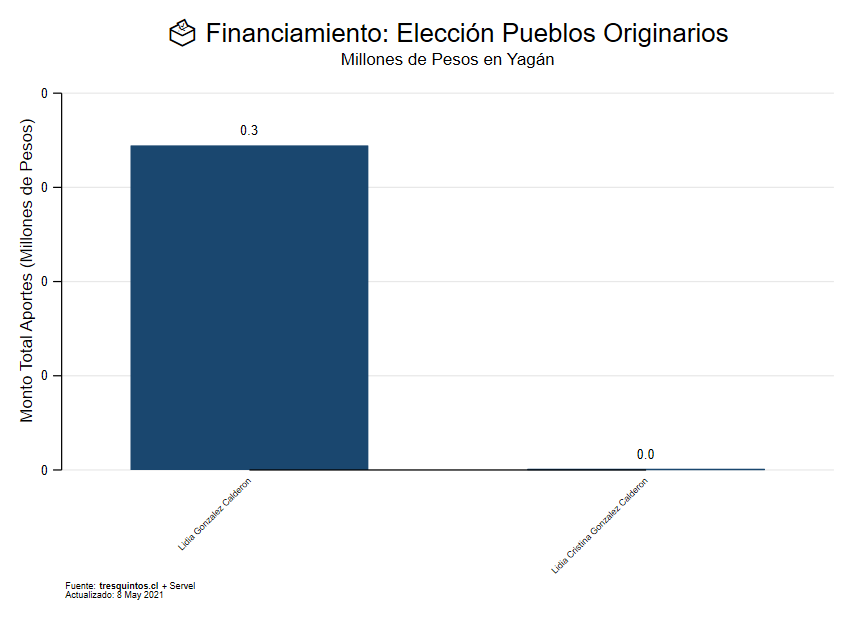 Financiamiento: Elección Pueblos Originarios
Millones de Pesos en Yagán
Monto Total Aportes (Millones de Pesos)
0
0
0
0
0
0.3
0.0
Lidia Gonzalez Calderon
Lidia Cristina Gonzalez Calderon
Fuente: tresquintos.cl + Servel
Actualizado: 8 May 2021